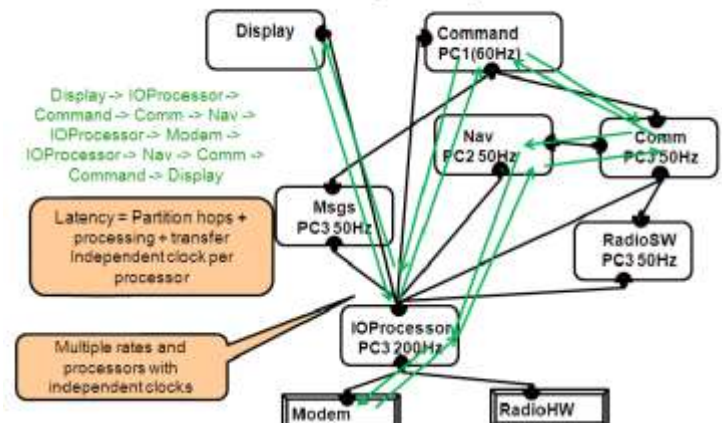 Display
Command
PC1(60Hz)
Display -> IOProcessor ->
Command -> Comm -> Nav ->
IOProcessor -> Modem ->
IOProcessor -> Nav -> Comm ->
Command -> Display
Nav
PC2 50Hz
Comm
PC3 50Hz
Latency = Partition hops +
processing + transfer
Independent clock per
processor
Msgs
PC3 50Hz
RadioSW
PC3 50Hz
IOProcessor
PC3 200Hz
Multiple rates and
processors with
independent clocks
Modem
RadioHW